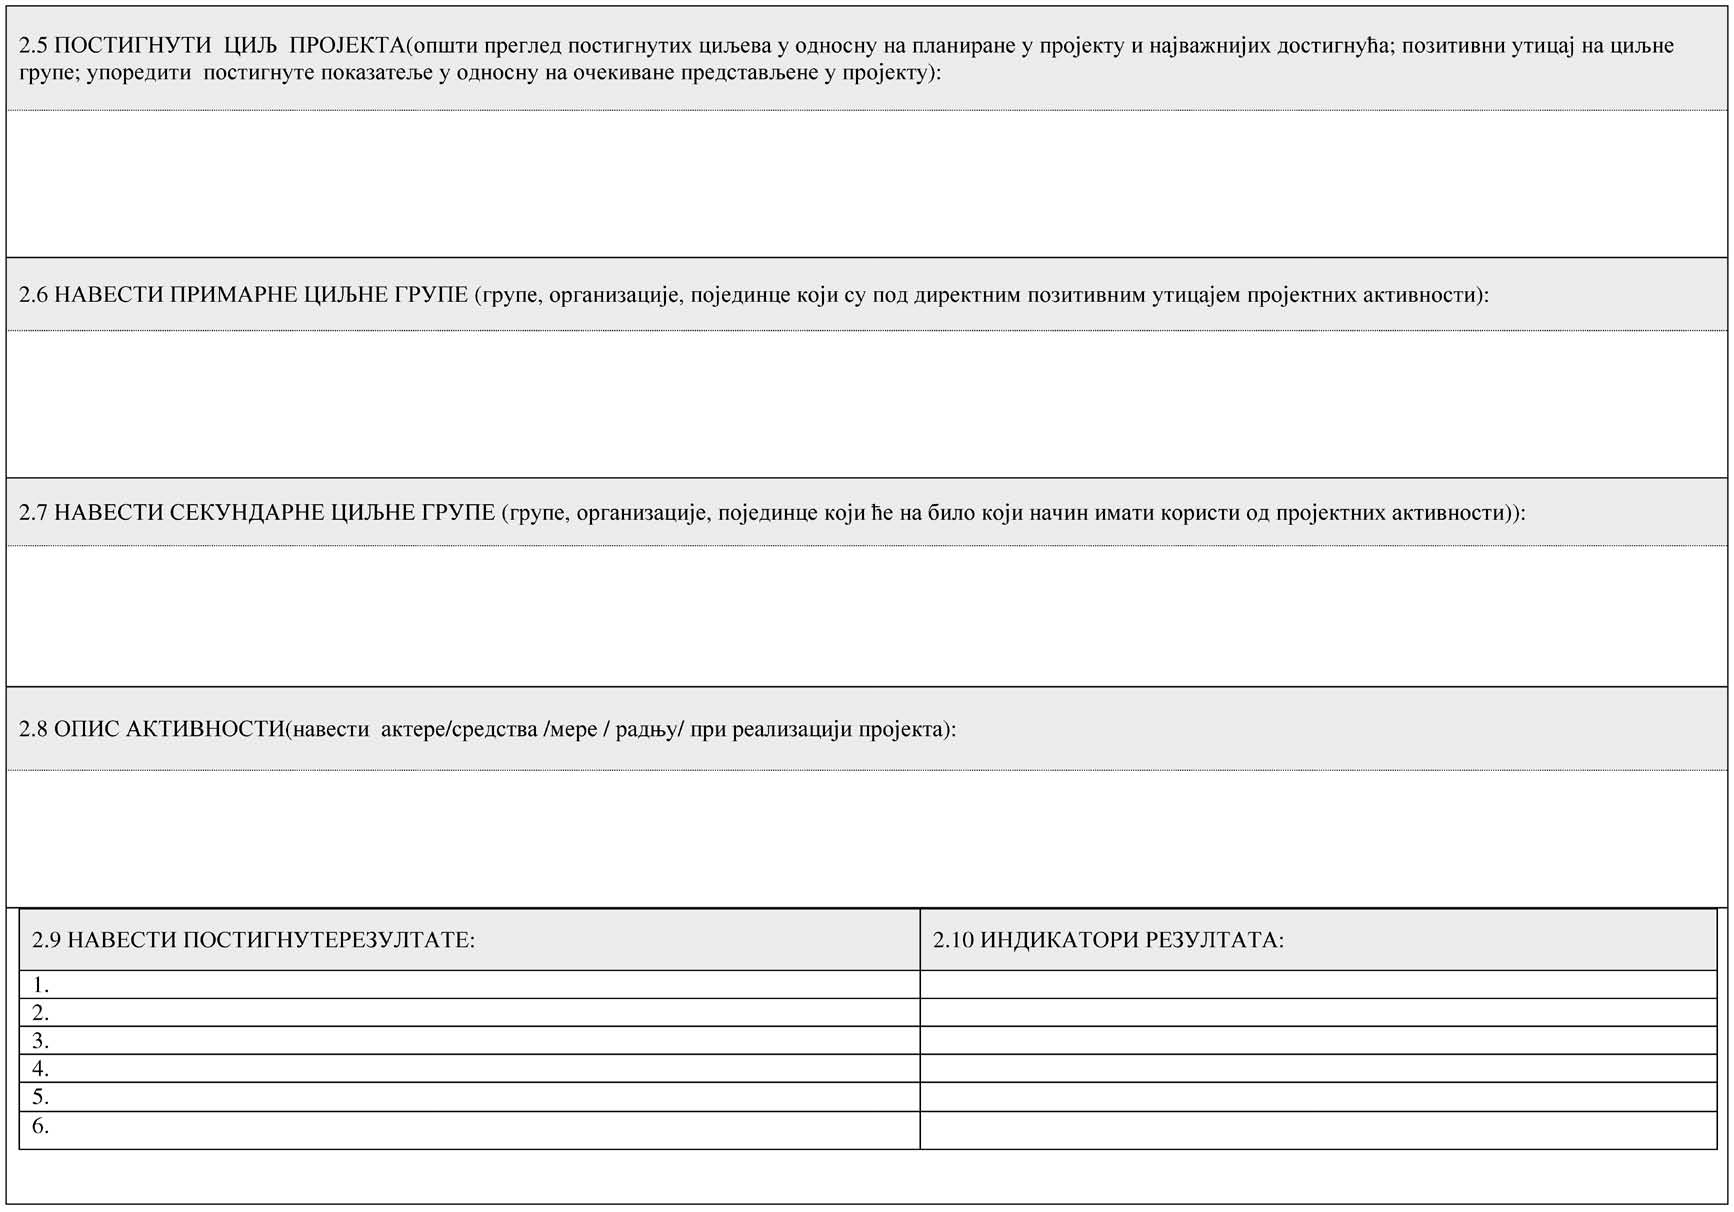 2.5 ПОСТИГНУТИ  ЦИЉ  ПРОЈЕКТА(општи преглед постигнутих циљева у односну на планиране у пројекту и најважнијих достигнућа; позитивни утицај на циљне
групе; упоредити  постигнуте показатеље у односну на очекиване представљене у пројекту):
2.6 НАВЕСТИ ПРИМАРНЕ ЦИЉНЕ ГРУПЕ (групе, организације, појединце који су под директним позитивним утицајем пројектних активности):
2.7 НАВЕСТИ СЕКУНДАРНЕ ЦИЉНЕ ГРУПЕ (групе, организације, појединце који ће на било који начин имати користи од пројектних активности)):
2.8 ОПИС АКТИВНОСТИ(навести  актере/средства /мере / радњу/ при реализацији пројекта):
2.9 НАВЕСТИ ПОСТИГНУТЕРЕЗУЛТАТЕ:
2.10 ИНДИКАТОРИ РЕЗУЛТАТА:
1.
2.
3.
4.
5.
6.